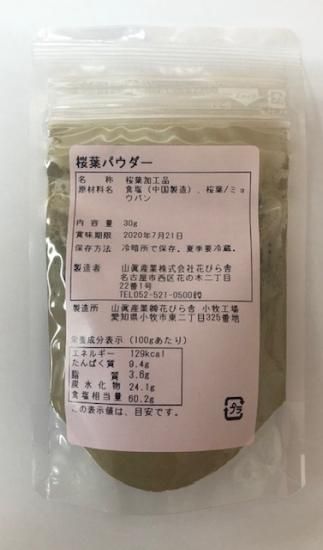 桜葉パウダー
名 称 桜葉加工品
原材料名 食塩(中国製造)、桜葉/ミョ
ウバン
内 容 量 30g
賞味期限 2020年7月21日
保存方法 冷暗所で保存。夏季要冷蔵。
製造者 山眞産業株式会社花びら舎
名古屋市西区花の木二丁目
22番1号
TEL052-521-0500㈹
製造所 山眞産業㈱花びら舎 小牧工場
愛知県小牧市東二丁目325番地
栄養成分表示(100gあたり)
エネルギー 129kcal
たんぱく質 9.4g
脂 質 3.6g
炭 水 化 物 24.1g
食塩相当量 60.2g
この表示値は、目安です。
プラ